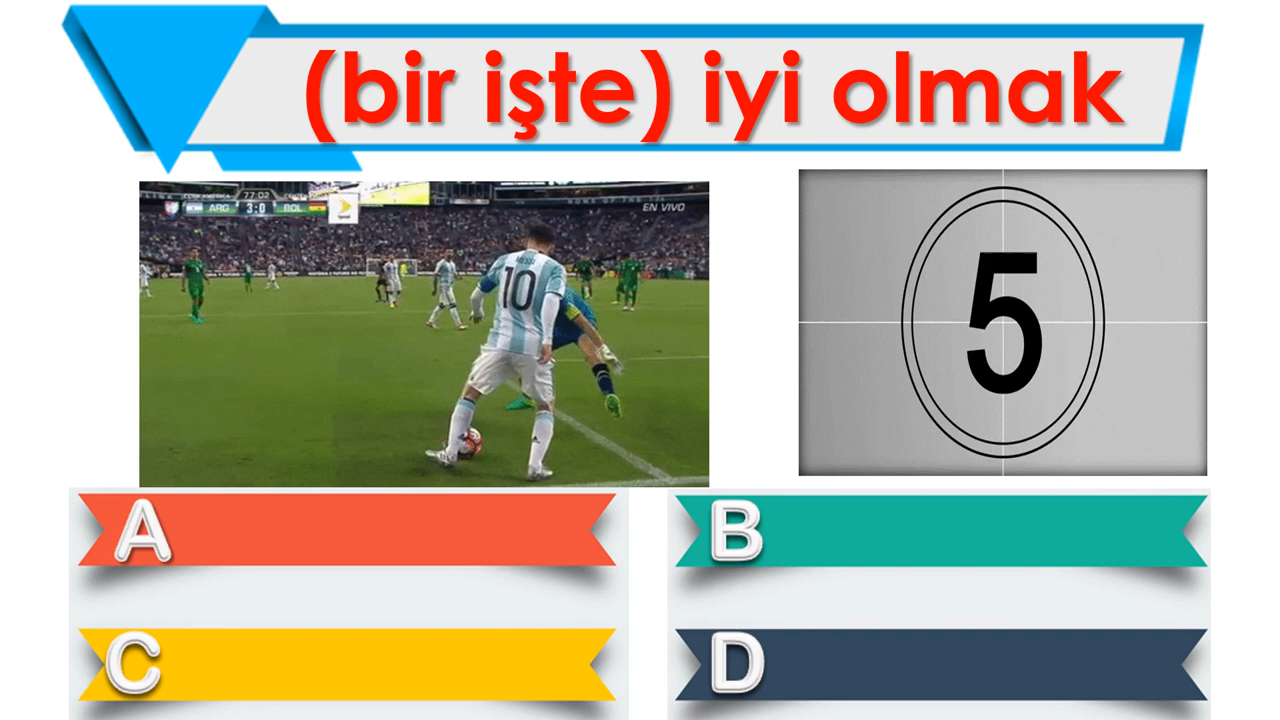 (bir işte) iyi olmak
77:02
ARG 3:0 BOL
EN VIVO
MESSI
10
5
A
B
C
D